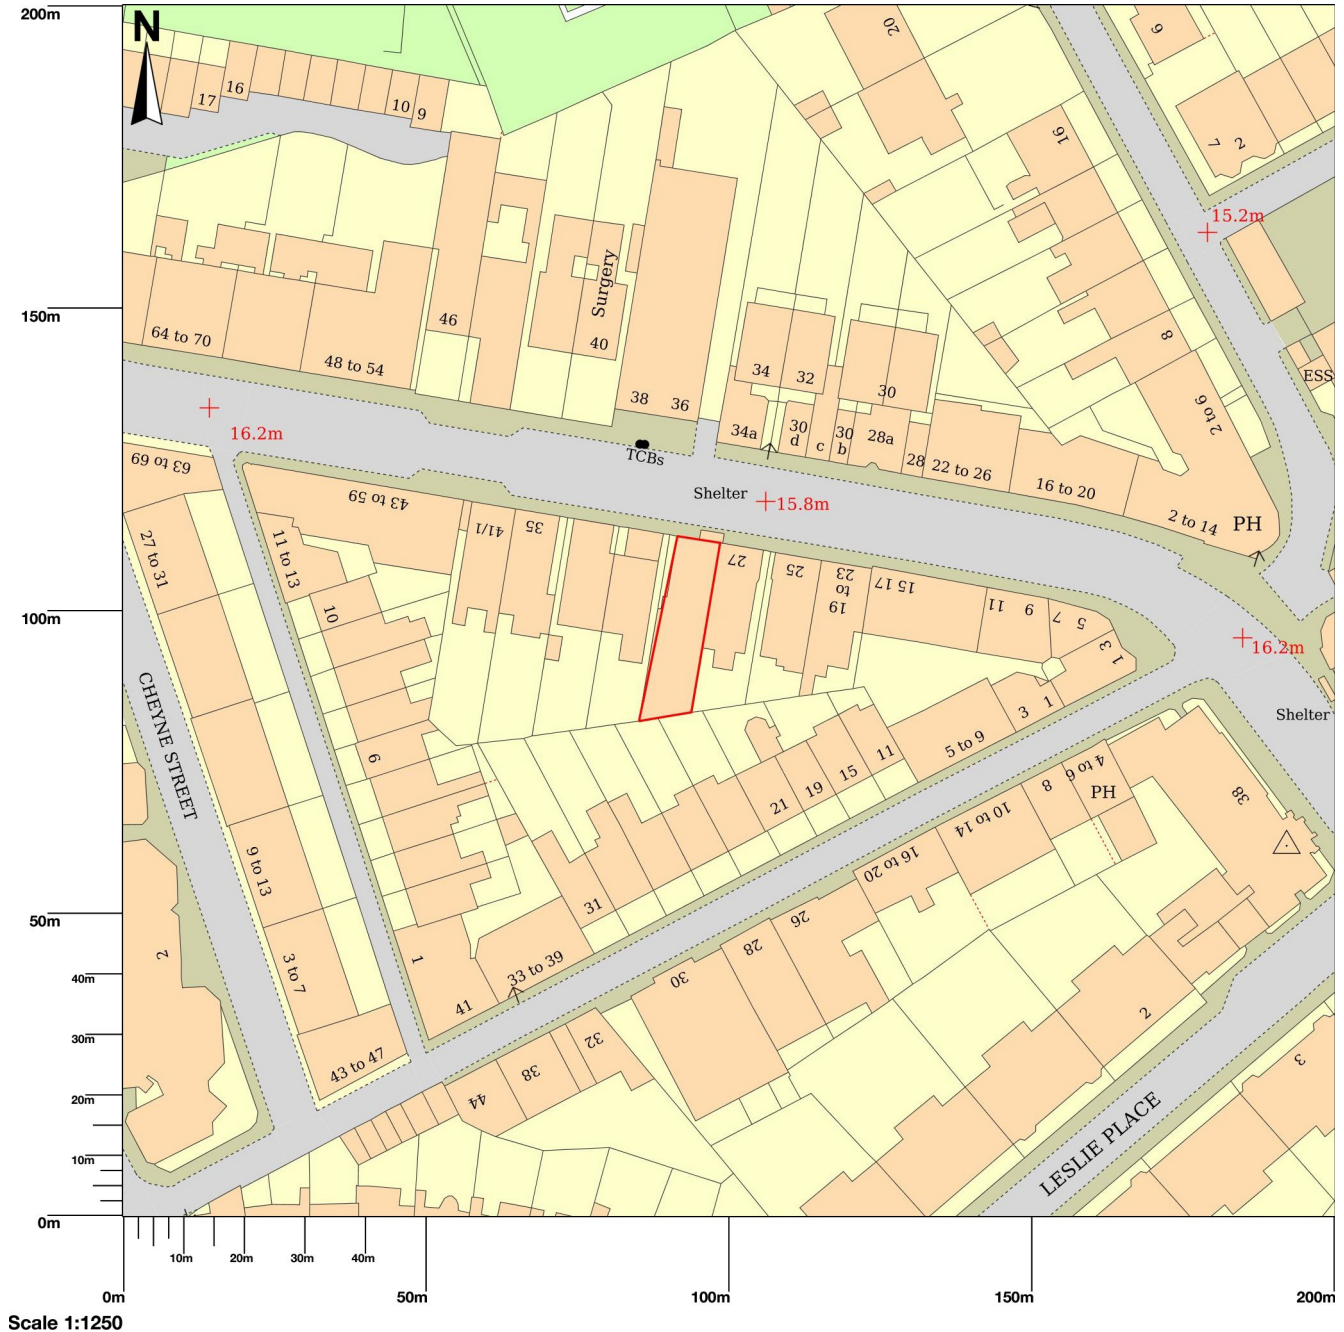 200m
N
20
6
17
16
10
9
16
7
2
15.2m
150m
64 to 70
48 to 54
46
Surgery
40
38
36
34
32
30
8
ESS
2 to 6
16.2m
TCBs
34a
30
d
c
30
b
28a
28
22 to 26
16 to 20
2 to 14
PH
Shelter
15.8m
63 to 69
43 to 59
41/1
35
27
25
23
to
19
15 17
11
9
7
5
3
1
27 to 31
11 to 13
10
100m
16.2m
CHEYNE STREET
6
Shelter
3
1
5 to 9
11
15
19
21
4 to 6
PH
8
10 to 14
38
16 to 20
9 to 13
31
26
28
30
50m
2
3 to 7
1
33 to 39
41
40m
30m
32
38
44
43 to 47
2
3
LESLIE PLACE
20m
10m
0m
10m
20m
30m
40m
0m
50m
100m
150m
200m
Scale 1:1250